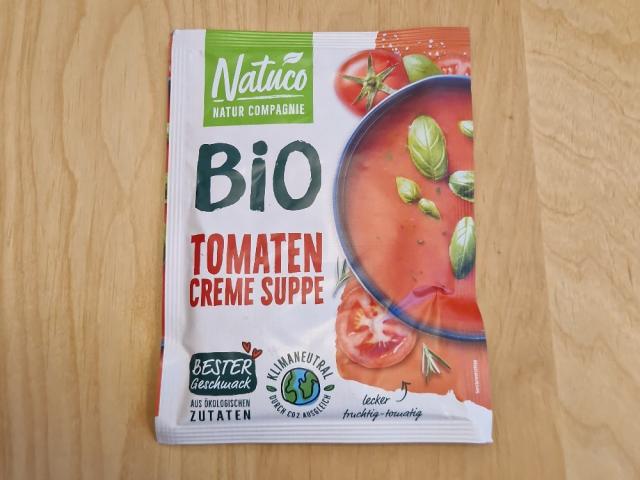 Natuco
NATUR COMPAGNIE
BiO
TOMATEN
CREME SUPPE
BESTER
Geschmack
AUS ÖKOLOGISCHEN
ZUTATEN
KLIMANEUTRAL
DURCH CO2 AUSGLEICH
lecker
fruchtig-tomatig